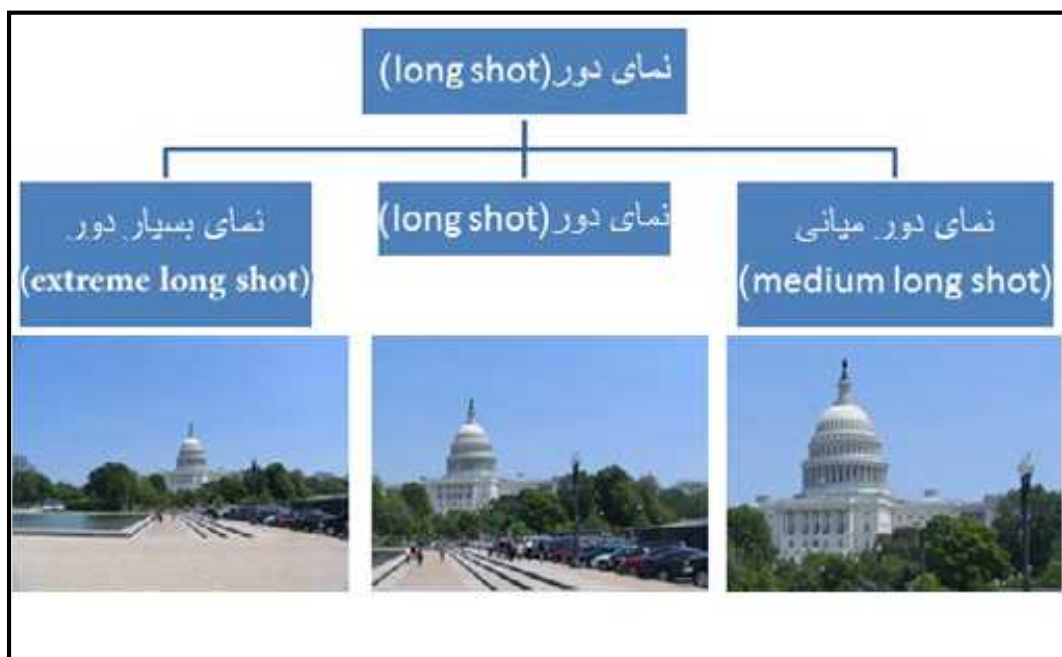 نمای دور(long shot)
نمای بسیار دور
(extreme long shot)
نمای دور(long shot)
نمای دور میانی
(medium long shot)